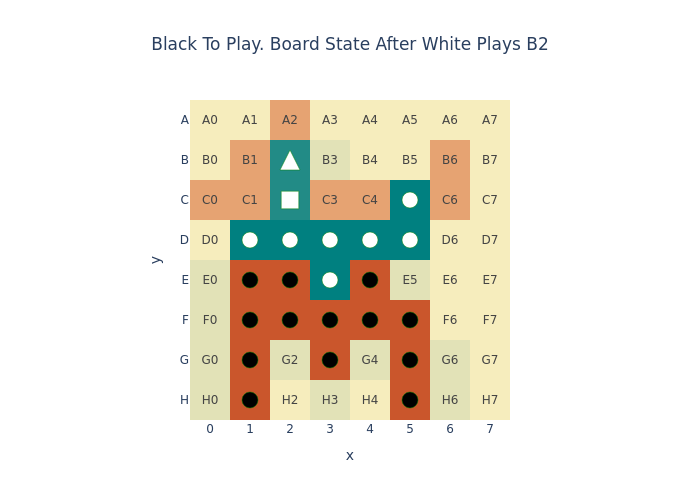 Black To Play. Board State After White Plays B2
A A0 A1 A2 A3 A4 A5 A6 A7
B B0 B1 B3 B4 B5 B6 B7
C C0 C1 C3 C4 C6 C7
D D0 D6 D7
y
E E0 E5 E6 E7
F F0 F6 F7
G G0 G2 G4 G6 G7
H H0 H2 H3 H4 H6 H7
0 1 2 3 4 5 6 7
x